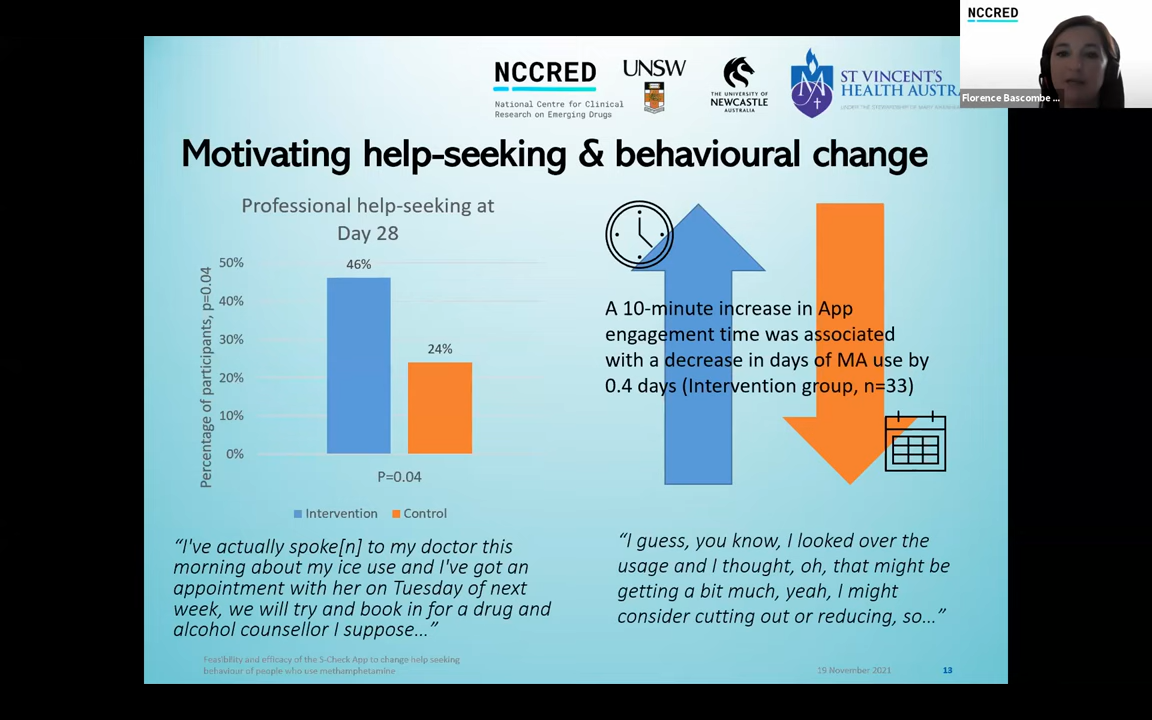 NCCRED
National Centre for Clinical
Research on Emerging Drugs
UNSW
THE UNIVERSITY OF
NEWCASTLE
AUSTRALIA
ST VINCENT'S
HEALTH AUSTR
NCCRED
Florence Bascombe ...
Motivating help-seeking & behavioural change
Professional help-seeking at
Day 28
Percentage of participants, p=0.04
50%
40%
30%
20%
10%
0%
46%
24%
P=0.04
Intervention
Control
A 10-minute increase in App
engagement time was associated
with a decrease in days of MA use by
0.4 days (Intervention group, n=33)
“I've actually spoke[n] to my doctor this
morning about my ice use and I've got an
appointment with her on Tuesday of next
week, we will try and book in for a drug and
alcohol counsellor I suppose…”
“I guess, you know, I looked over the
usage and I thought, oh, that might be
getting a bit much, yeah, I might
consider cutting out or reducing, so…”
Feasibility and efficacy of the S-Check App to change help seeking
behaviour of people who use methamphetamine
19 November 2021
13